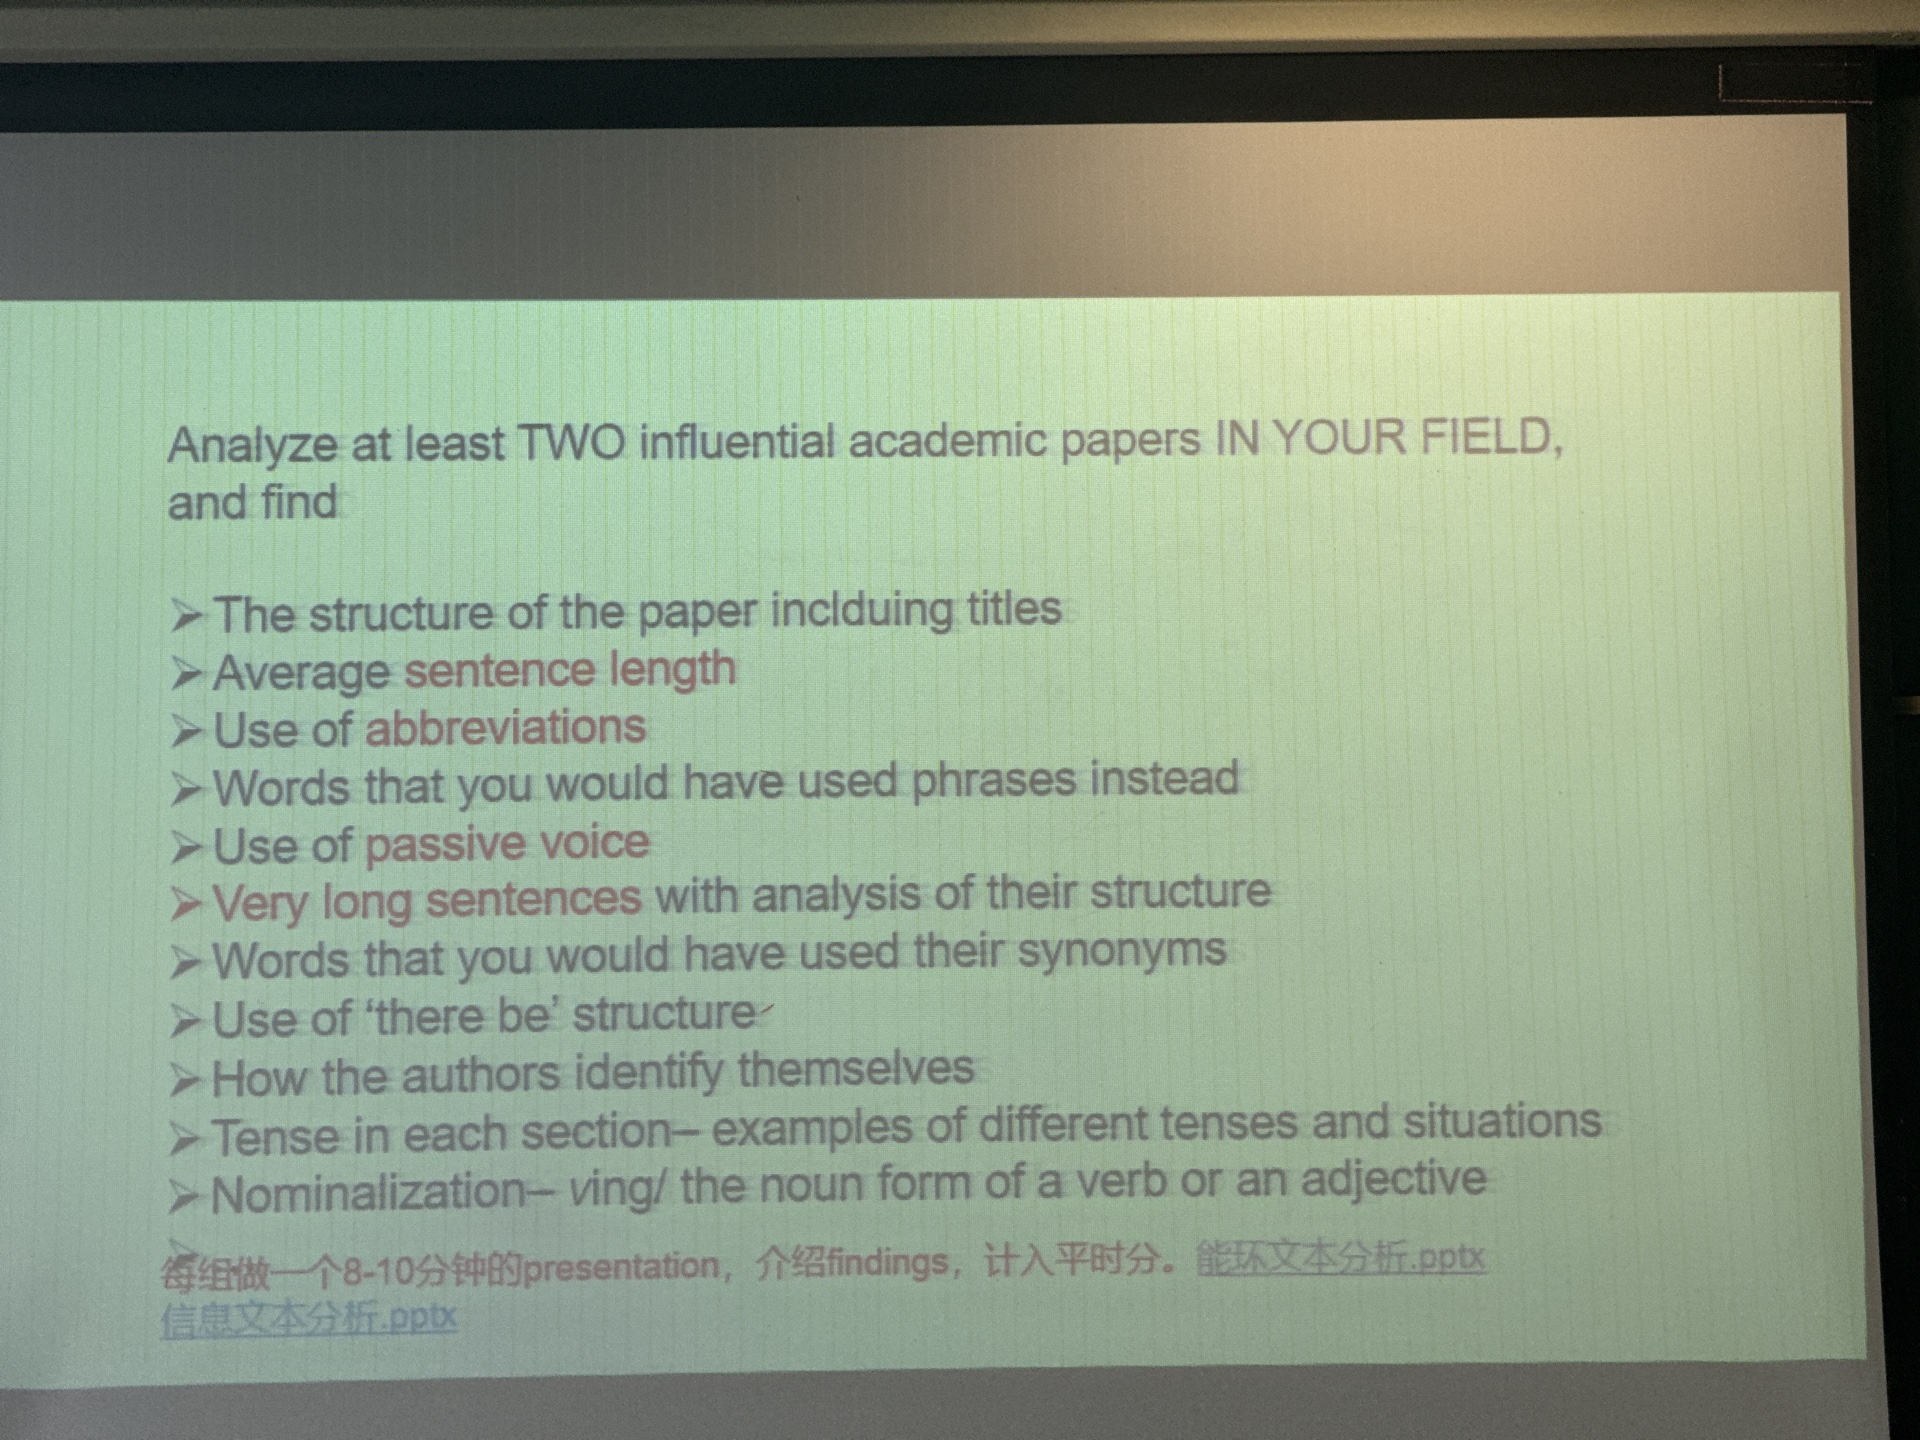 Analyze at least TWO influential academic papers IN YOUR FIELD,
and find
➢ The structure of the paper inclduing titles
➢ Average sentence length
➢ Use of abbreviations
➢ Words that you would have used phrases instead
➢ Use of passive voice
➢ Very long sentences with analysis of their structure
➢ Words that you would have used their synonyms
➢ Use of ‘there be’ structure
➢ How the authors identify themselves
➢ Tense in each section– examples of different tenses and situations
➢ Nominalization– ving/ the noun form of a verb or an adjective
每组做一个8-10分钟的presentation，介绍findings，计入平时分。能环文本分析.pptx
信息文本分析.pptx